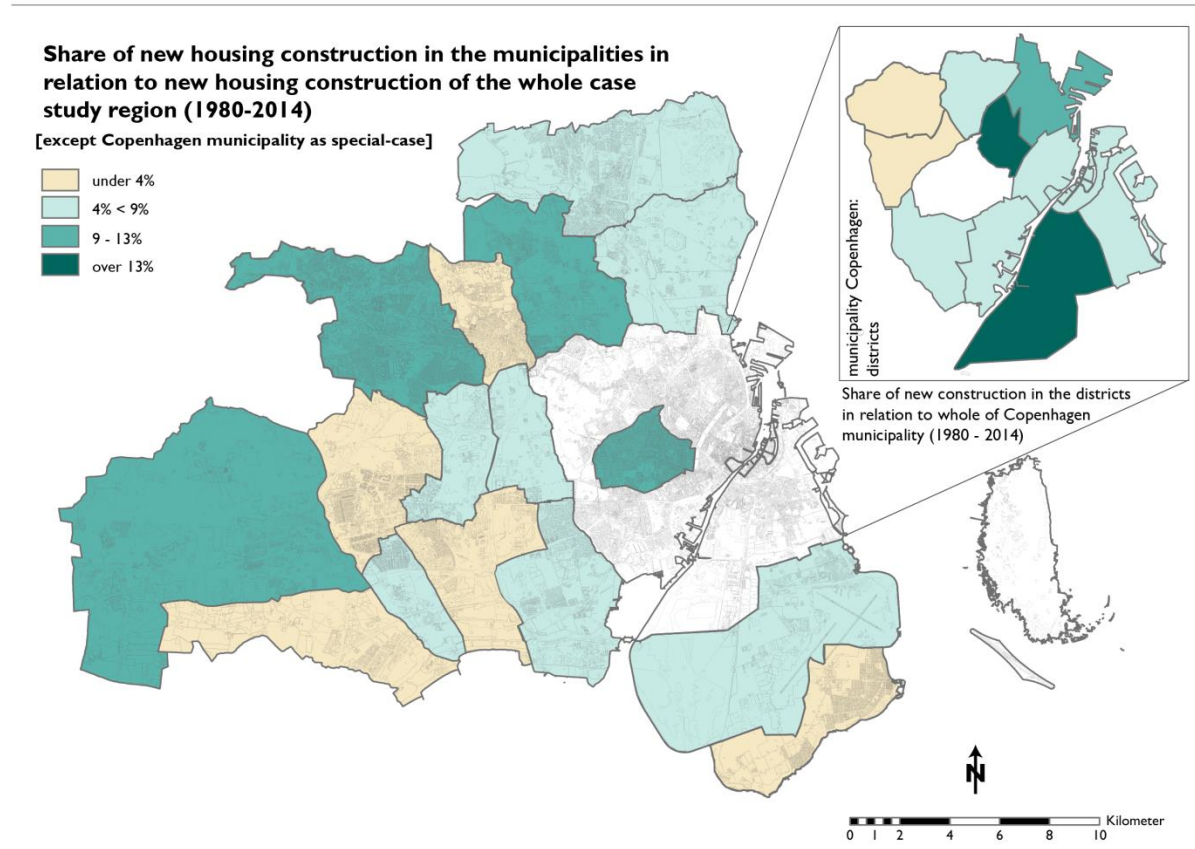 Share of new housing construction in the municipalities in
relation to new housing construction of the whole case
study region (1980-2014)
[except Copenhagen municipality as special-case]
under 4%
4% < 9%
9 - 13%
over 13%
municipality Copenhagen:
districts
Share of new construction in the districts
in relation to whole of Copenhagen
municipality (1980 - 2014)
N
Kilometer
0 1 2 4 6 8 10